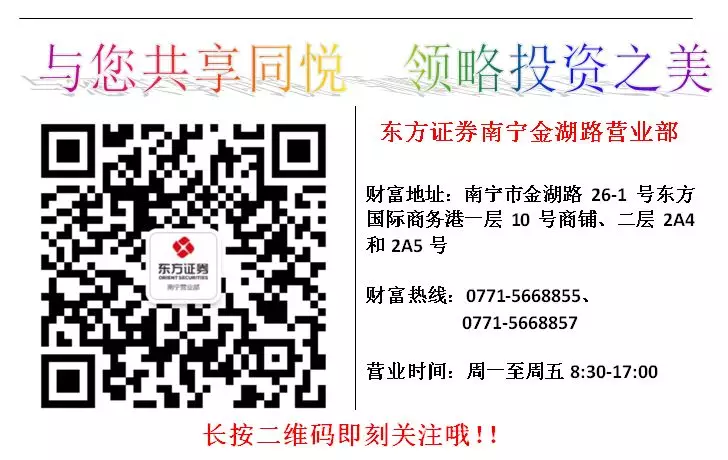 与您共享同悦 领略投资之美
东方证券
ORIENT SECURITIES
南宁营业部
东方证券南宁金湖路营业部
财富地址：南宁市金湖路 26-1 号东方
国际商务港一层 10 号商铺、二层 2A4
和 2A5 号
财富热线：0771-5668855、
0771-5668857
营业时间：周一至周五 8:30-17:00
长按二维码即刻关注哦！！